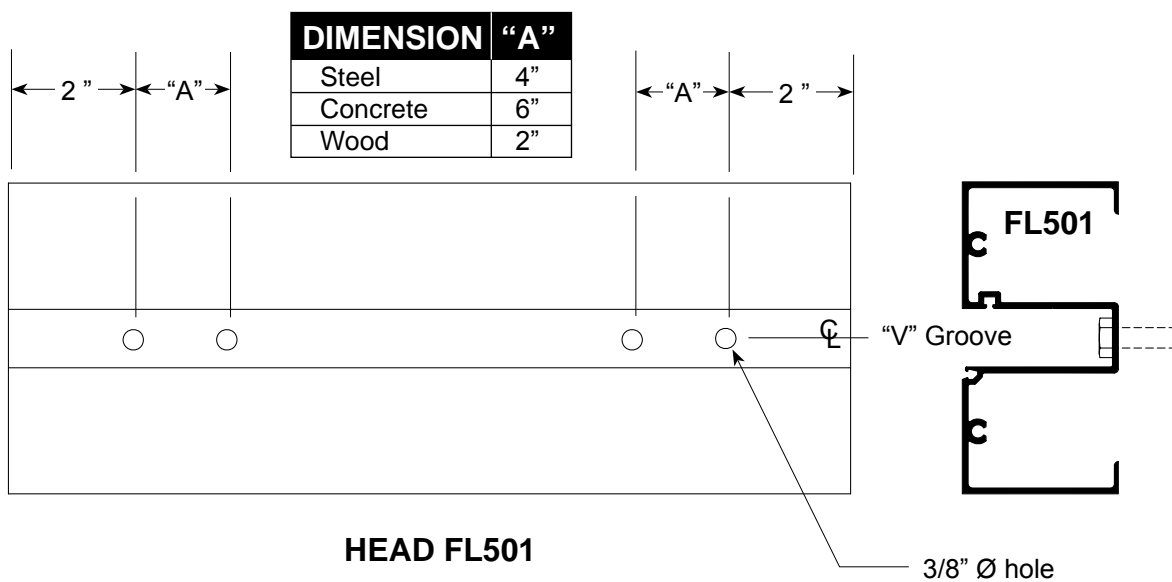 DIMENSION “A”
Steel 4”
Concrete 6”
Wood 2”
2 ” “A” “A” 2 ”
FL501
℄ “V” Groove
HEAD FL501
3/8” Ø hole